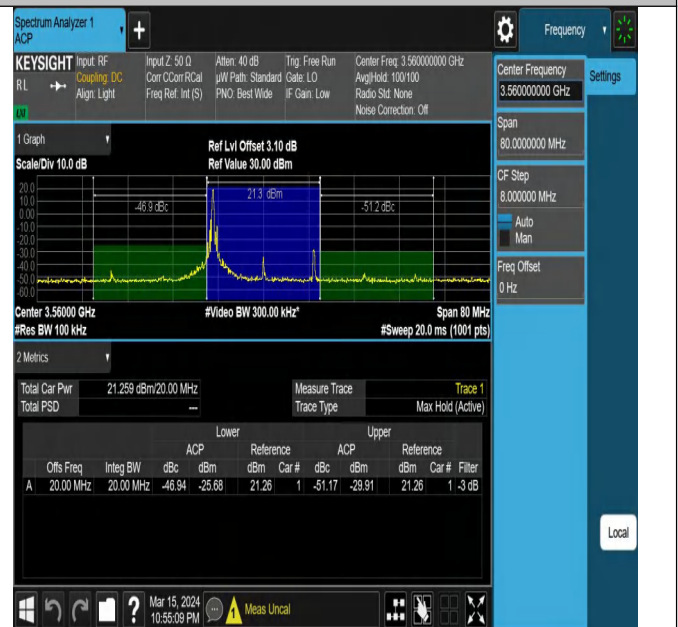 Spectrum Analyzer 1
ACP
Frequency
KEYSIGHT Input: RF Input Z: 50 Ω Atten: 40 dB Trig: Free Run Center Freq: 3.560000000 GHz
RL Coupling: DC Corr CCorr RCal µW Path: Standard Gate: LO Avg|Hold: 100/100
Align: Light Freq Ref: Int (S) PNO: Best Wide IF Gain: Low Radio Std: None
LXI Noise Correction: Off
Center Frequency
3.560000000 GHz
Settings
Span
80.0000000 MHz
CF Step
8.000000 MHz
Auto
Man
Freq Offset
0 Hz
1 Graph
Ref Lvl Offset 3.10 dB
Scale/Div 10.0 dB Ref Value 30.00 dBm
20.0
10.0
0.00
-10.0
-20.0
-30.0
-40.0
-50.0
-60.0
-46.9 dBc 21.3 dBm -51.2 dBc
Center 3.56000 GHz #Video BW 300.00 kHz* Span 80 MHz
#Res BW 100 kHz #Sweep 20.0 ms (1001 pts)
2 Metrics
Total Car Pwr 21.259 dBm/20.00 MHz Measure Trace Trace 1
Total PSD --- Trace Type Max Hold (Active)
Lower Upper
ACP Reference ACP Reference
Offs Freq Integ BW dBc dBm dBm Car # dBc dBm dBm Car # Filter
A 20.00 MHz 20.00 MHz -46.94 -25.68 21.26 1 -51.17 -29.91 21.26 1 -3 dB
Local
? Mar 15, 2024
10:55:09 PM
1 Meas Uncal